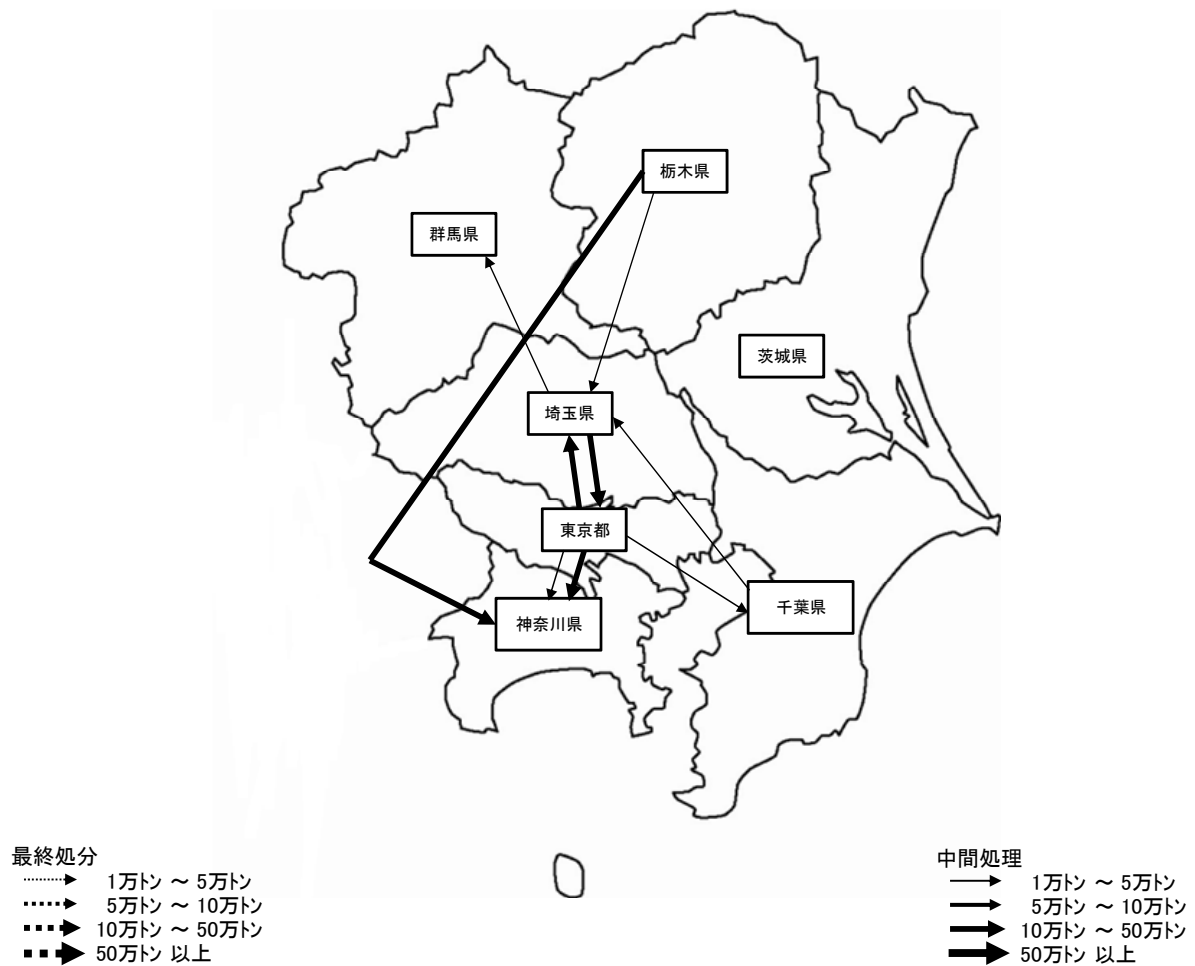 栃木県
群馬県
茨城県
埼玉県
東京都
千葉県
神奈川県
最終処分
1万トン ～ 5万トン
5万トン ～ 10万トン
10万トン ～ 50万トン
50万トン 以上
中間処理
1万トン ～ 5万トン
5万トン ～ 10万トン
10万トン ～ 50万トン
50万トン 以上